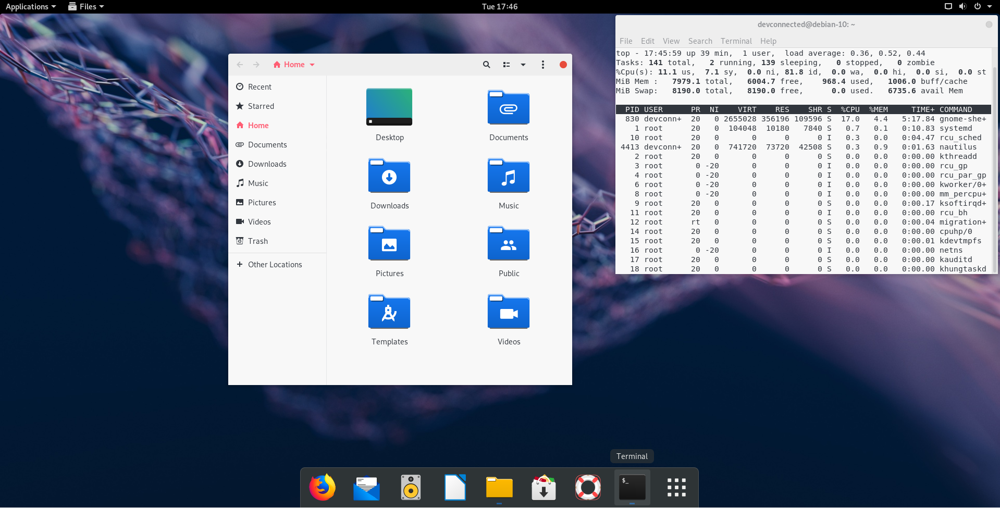 Applications Files Tue 17:46
devconnected@debian-10: ~
File Edit View Search Terminal Help
top - 17:45:59 up 39 min,  1 user,  load average: 0.36, 0.52, 0.44
Tasks: 141 total,   2 running, 139 sleeping,   0 stopped,   0 zombie
%Cpu(s): 11.1 us,  7.1 sy,  0.0 ni, 81.8 id,  0.0 wa,  0.0 hi,  0.0 si,  0.0 st
MiB Mem :   7979.1 total,   6004.7 free,    968.4 used,   1006.0 buff/cache
MiB Swap:   8190.0 total,   8190.0 free,      0.0 used.   6735.6 avail Mem
PID USER PR NI VIRT RES SHR S %CPU %MEM TIME+ COMMAND
830 devconn+ 20 0 2655028 356196 109596 S 17.0 4.4 5:17.84 gnome-she+
1 root 20 0 104048 10180 7840 S 0.7 0.1 0:10.83 systemd
10 root 20 0 0 0 0 I 0.3 0.0 0:04.47 rcu_sched
4413 devconn+ 20 0 741720 73720 42508 S 0.3 0.9 0:01.63 nautilus
2 root 20 0 0 0 0 S 0.0 0.0 0:00.00 kthreadd
3 root 0 -20 0 0 0 I 0.0 0.0 0:00.00 rcu_gp
4 root 0 -20 0 0 0 I 0.0 0.0 0:00.00 rcu_par_gp
6 root 0 -20 0 0 0 I 0.0 0.0 0:00.00 kworker/0+
8 root 0 -20 0 0 0 I 0.0 0.0 0:00.00 mm_percpu+
9 root 20 0 0 0 0 S 0.0 0.0 0:00.17 ksoftirqd+
11 root 20 0 0 0 0 I 0.0 0.0 0:00.00 rcu_bh
12 root rt 0 0 0 0 S 0.0 0.0 0:00.04 migration+
14 root 20 0 0 0 0 S 0.0 0.0 0:00.00 cpuhp/0
15 root 20 0 0 0 0 S 0.0 0.0 0:00.01 kdevtmpfs
16 root 0 -20 0 0 0 I 0.0 0.0 0:00.00 netns
17 root 20 0 0 0 0 S 0.0 0.0 0:00.00 kauditd
18 root 20 0 0 0 0 S 0.0 0.0 0:00.00 khungtaskd
Home
Recent
Starred
Home
Documents
Downloads
Music
Pictures
Videos
Trash
Other Locations
Desktop
Documents
Downloads
Music
Pictures
Public
Templates
Videos
Terminal
$_